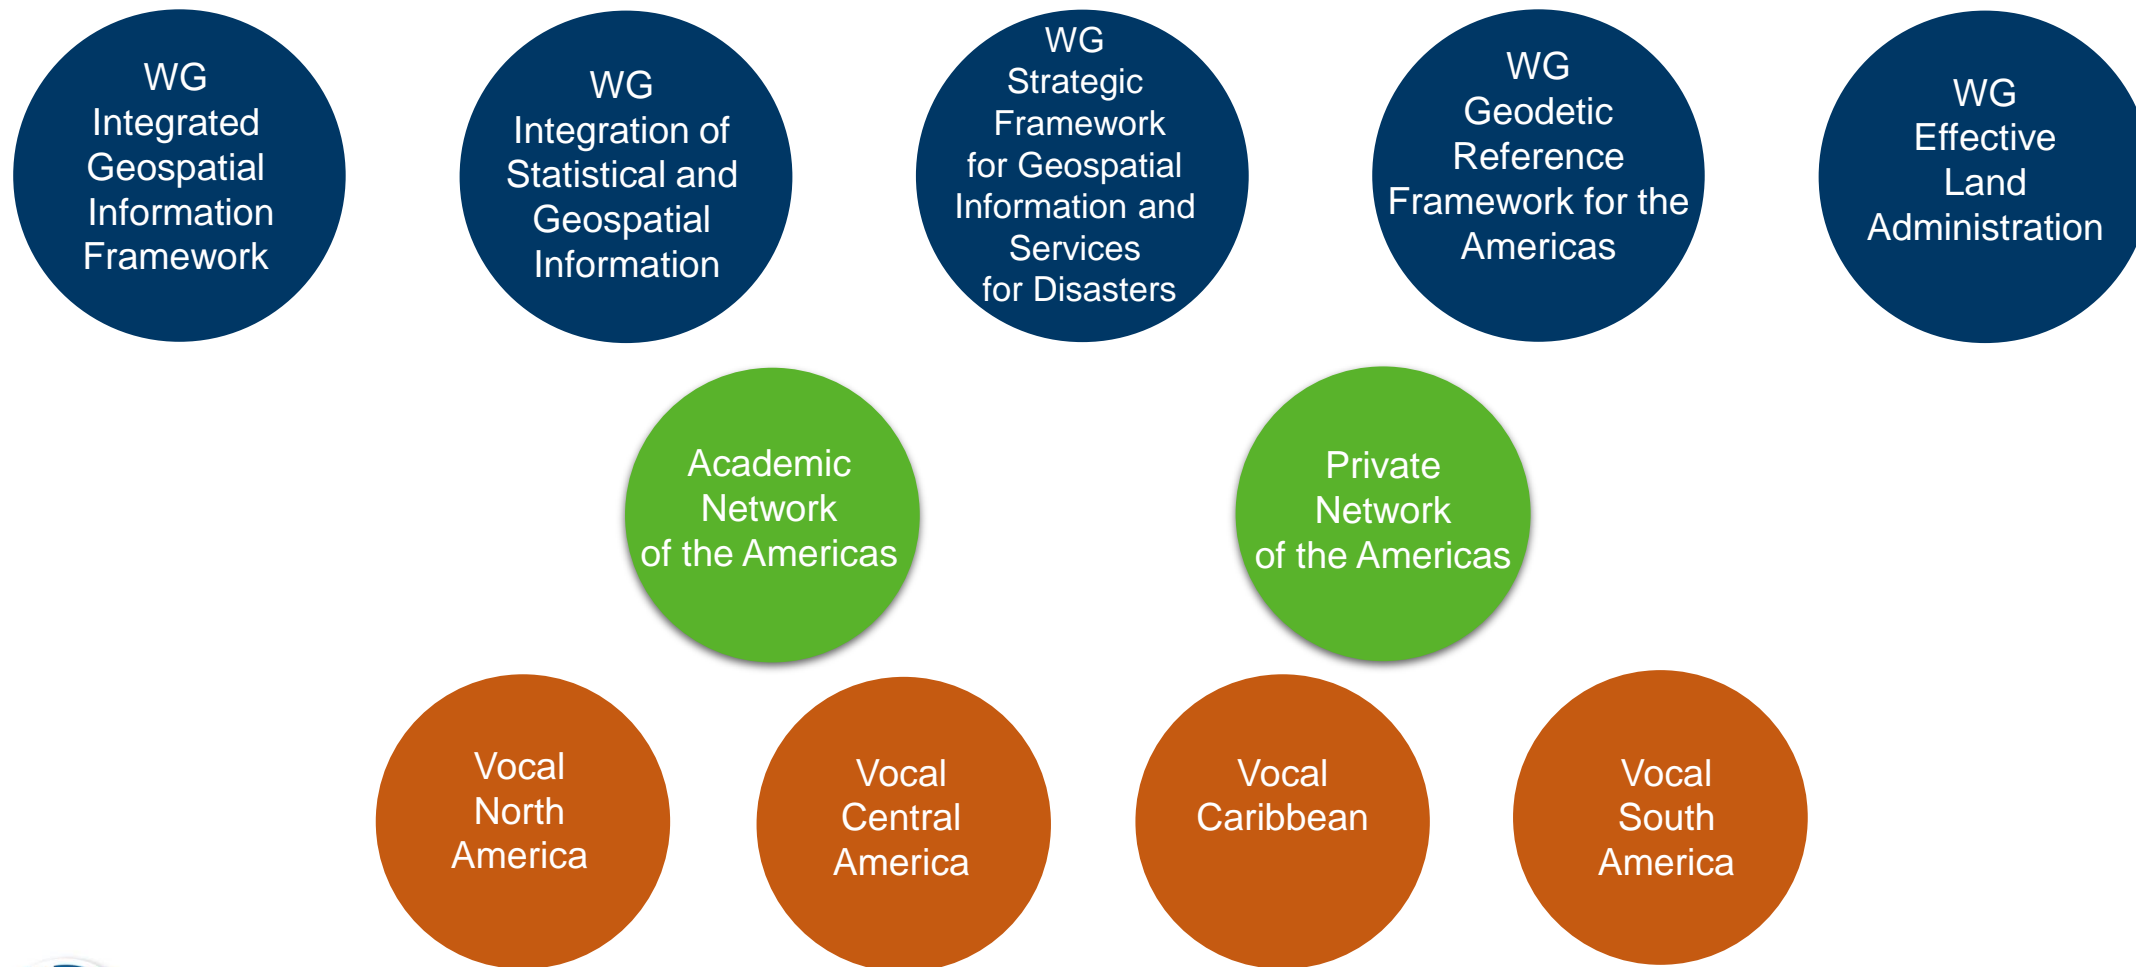 WG
Integrated
Geospatial
Information
Framework
WG
Integration of
Statistical and
Geospatial
Information
WG
Strategic
Framework
for Geospatial
Information and
Services
for Disasters
WG
Geodetic
Reference
Framework for the
Americas
WG
Effective
Land
Administration
Academic
Network
of the Americas
Private
Network
of the Americas
Vocal
North
America
Vocal
Central
America
Vocal
Caribbean
Vocal
South
America